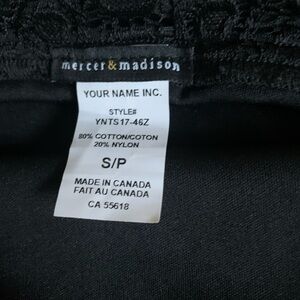 mercer&madison
YOUR NAME INC.
STYLE#
YNTS17-46Z
80% COTTON/COTON
20% NYLON
S/P
MADE IN CANADA
FAIT AU CANADA
CA 55618